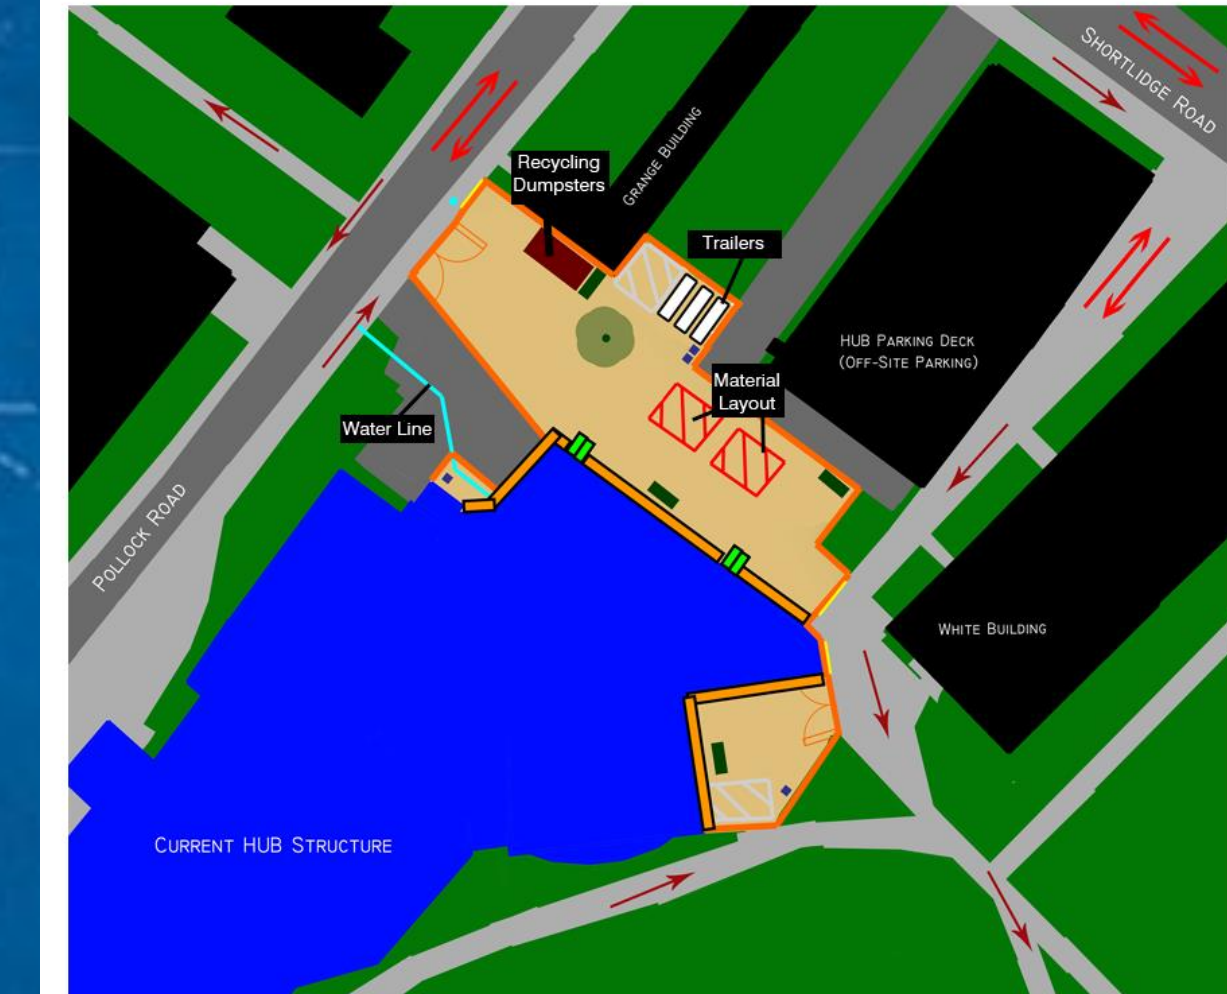 SHORTLIDGE ROAD
GRANGE BUILDING
Recycling
Dumpsters
Trailers
HUB PARKING DECK
(OFF-SITE PARKING)
Material
Layout
Water Line
POLLOCK ROAD
WHITE BUILDING
CURRENT HUB STRUCTURE